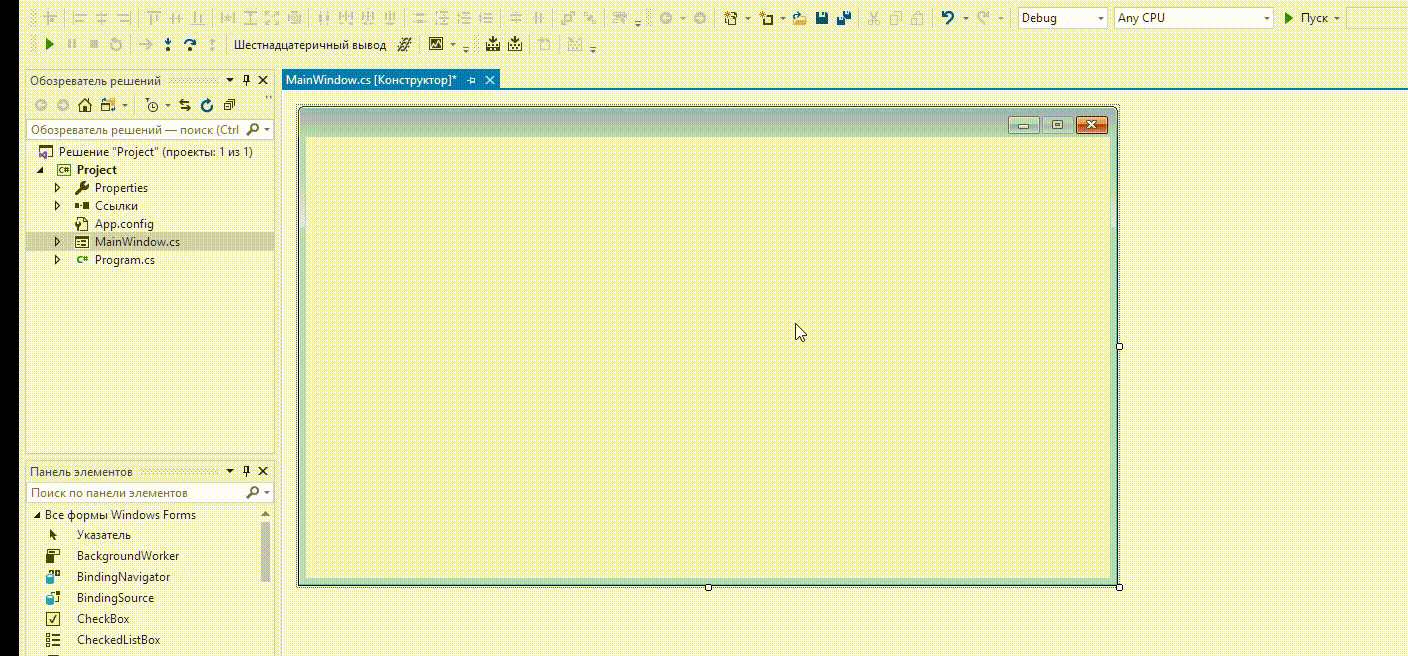 Debug
Any CPU
Пуск
Шестнадцатеричный вывод
Обозреватель решений
MainWindow.cs [Конструктор]*
Обозреватель решений — поиск (Ctrl
Решение "Project" (проекты: 1 из 1)
C# Project
Properties
Ссылки
App.config
MainWindow.cs
C# Program.cs
Панель элементов
Поиск по панели элементов
Все формы Windows Forms
Указатель
BackgroundWorker
BindingNavigator
BindingSource
CheckBox
CheckedListBox